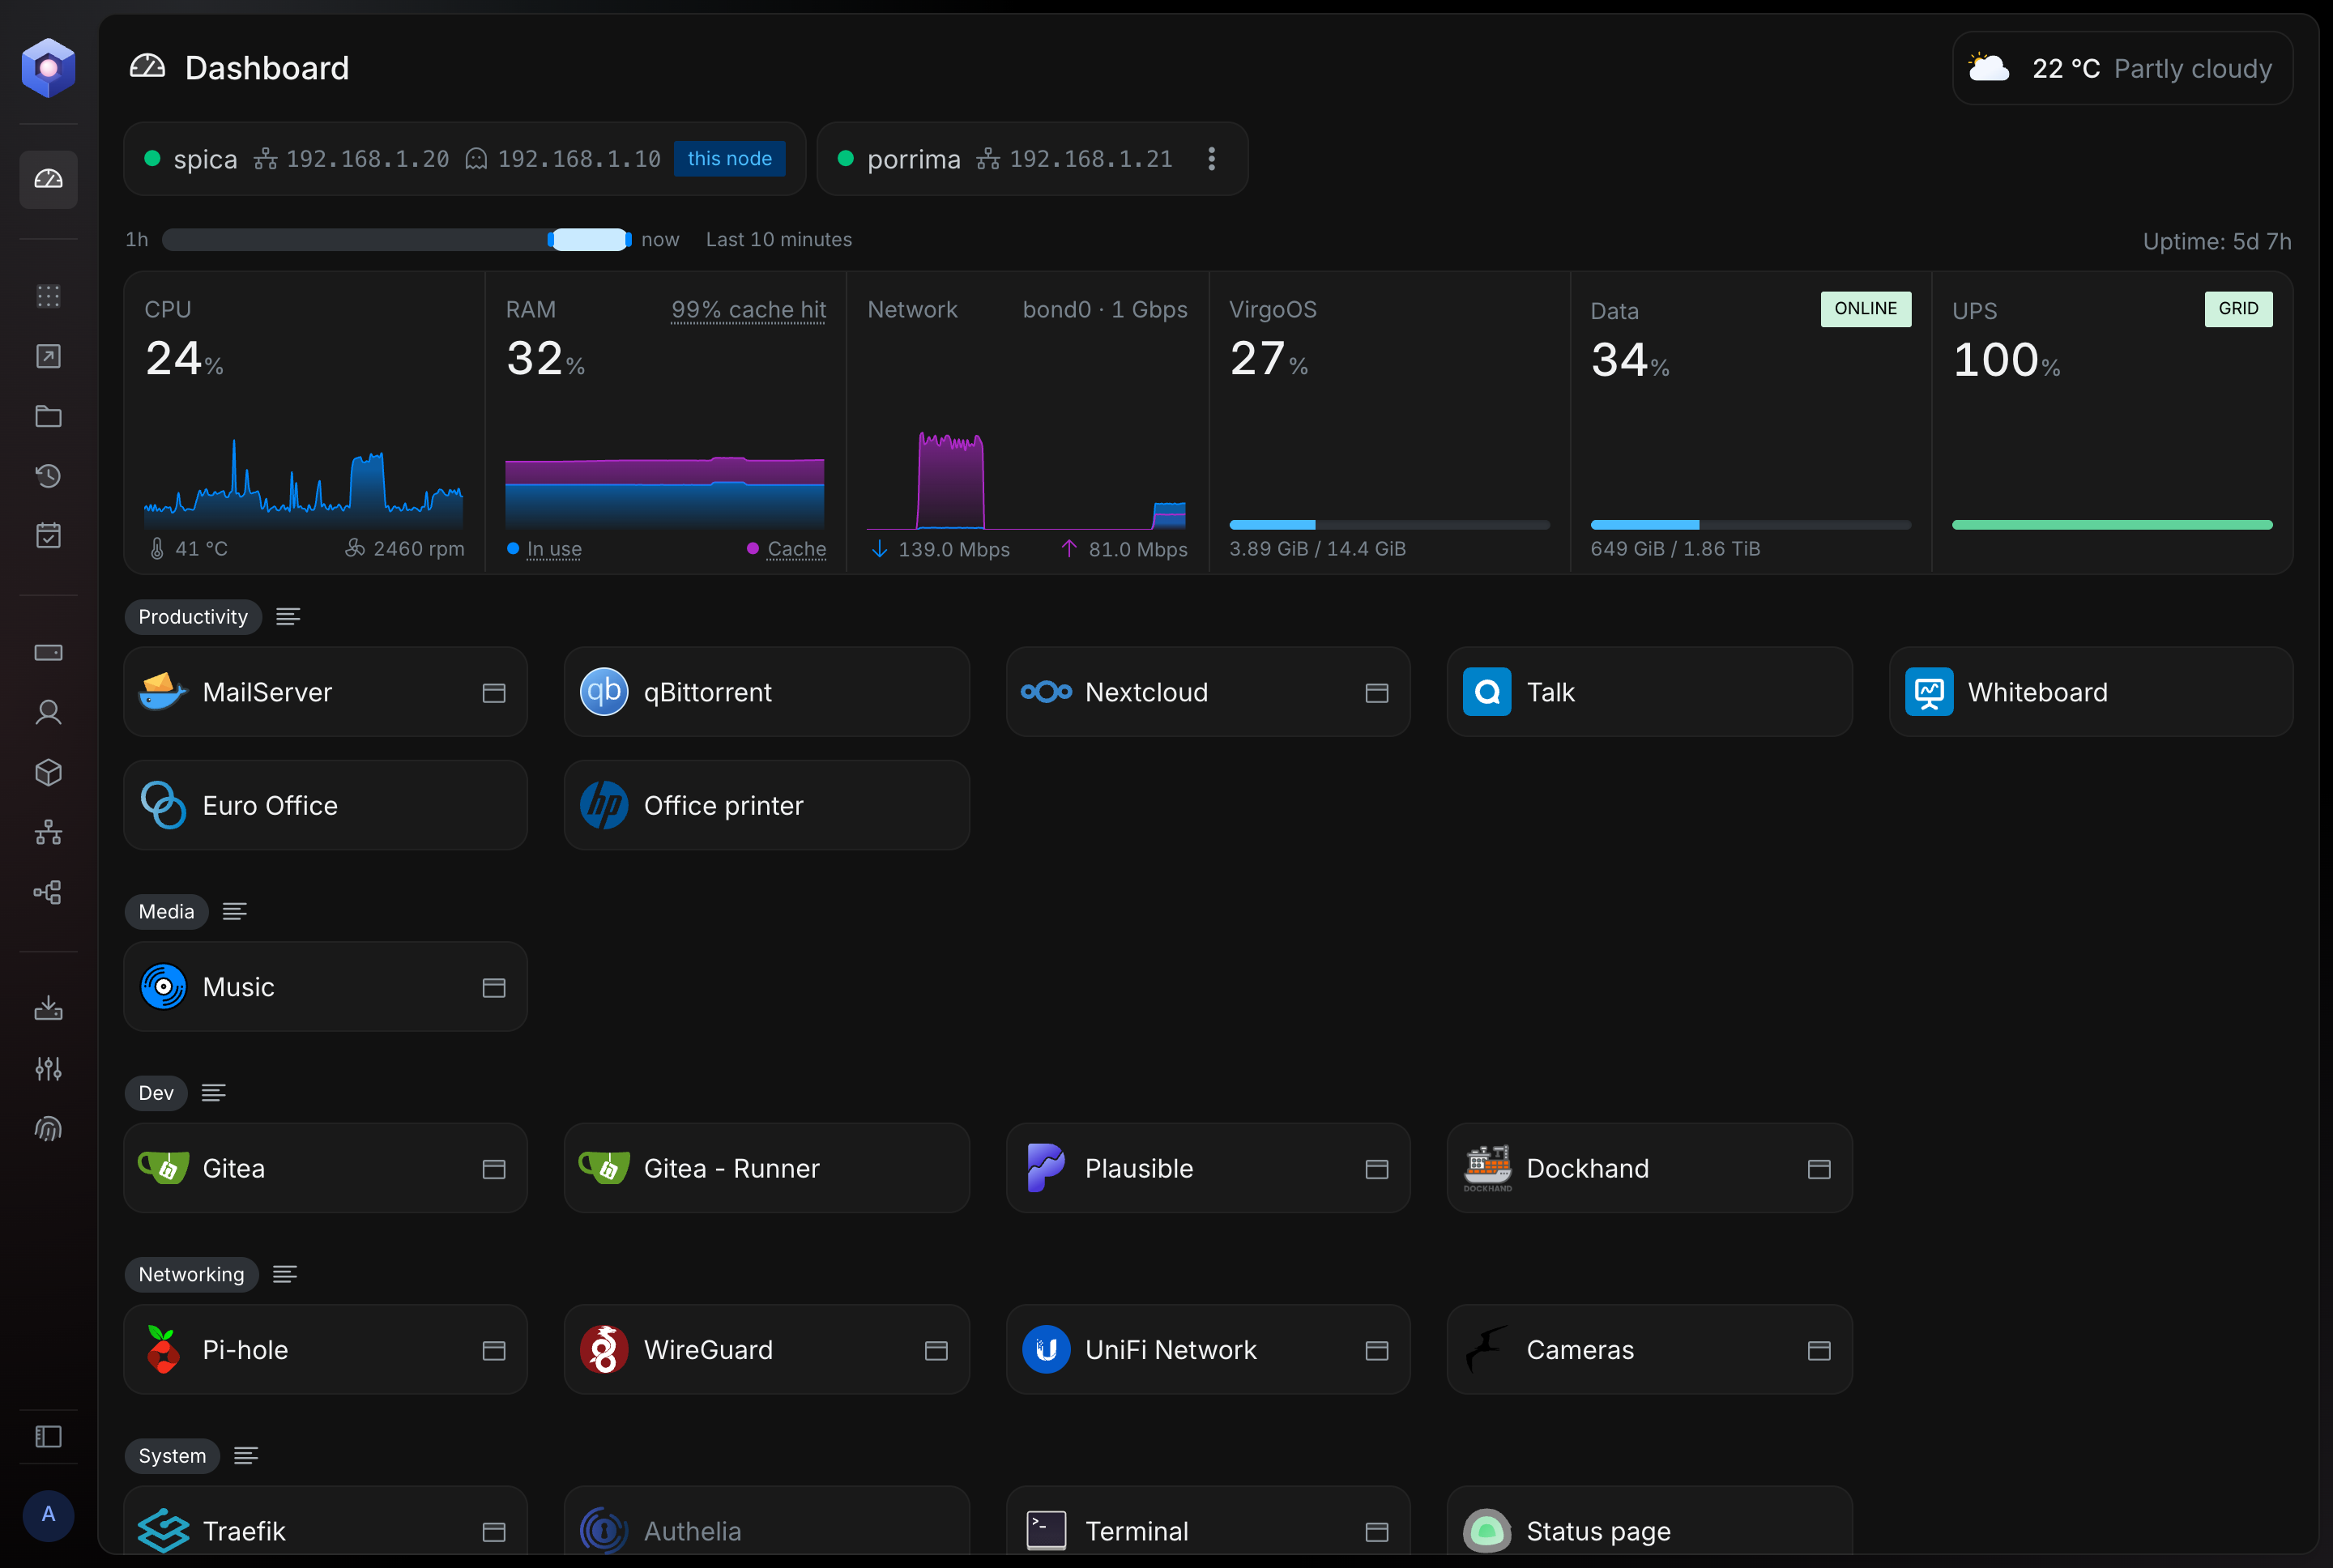 Dashboard
22 °C Partly cloudy
spica 192.168.1.20 192.168.1.10 this node
porrima 192.168.1.21
1h now Last 10 minutes
Uptime: 5d 7h
CPU
24%
41 °C 2460 rpm
RAM 99% cache hit
32%
In use Cache
Network bond0 · 1 Gbps
139.0 Mbps 81.0 Mbps
VirgoOS
27%
3.89 GiB / 14.4 GiB
Data ONLINE
34%
649 GiB / 1.86 TiB
UPS GRID
100%
Productivity
MailServer
qb qBittorrent
Nextcloud
Talk
Whiteboard
Euro Office
hp Office printer
Media
Music
Dev
Gitea
Gitea - Runner
Plausible
DOCKHAND Dockhand
Networking
Pi-hole
WireGuard
U UniFi Network
Cameras
System
Traefik
Authelia
>_ Terminal
Status page
A